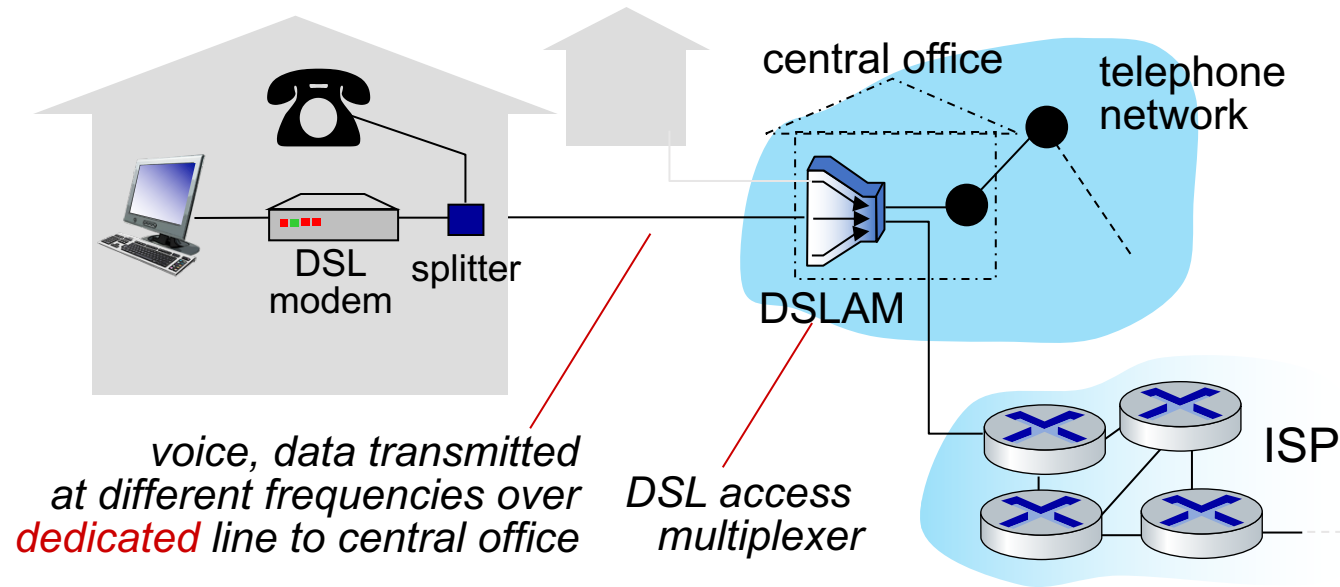 central office
telephone
network
DSL
modem
splitter
DSLAM
voice, data transmitted
at different frequencies over
dedicated line to central office
DSL access
multiplexer
ISP